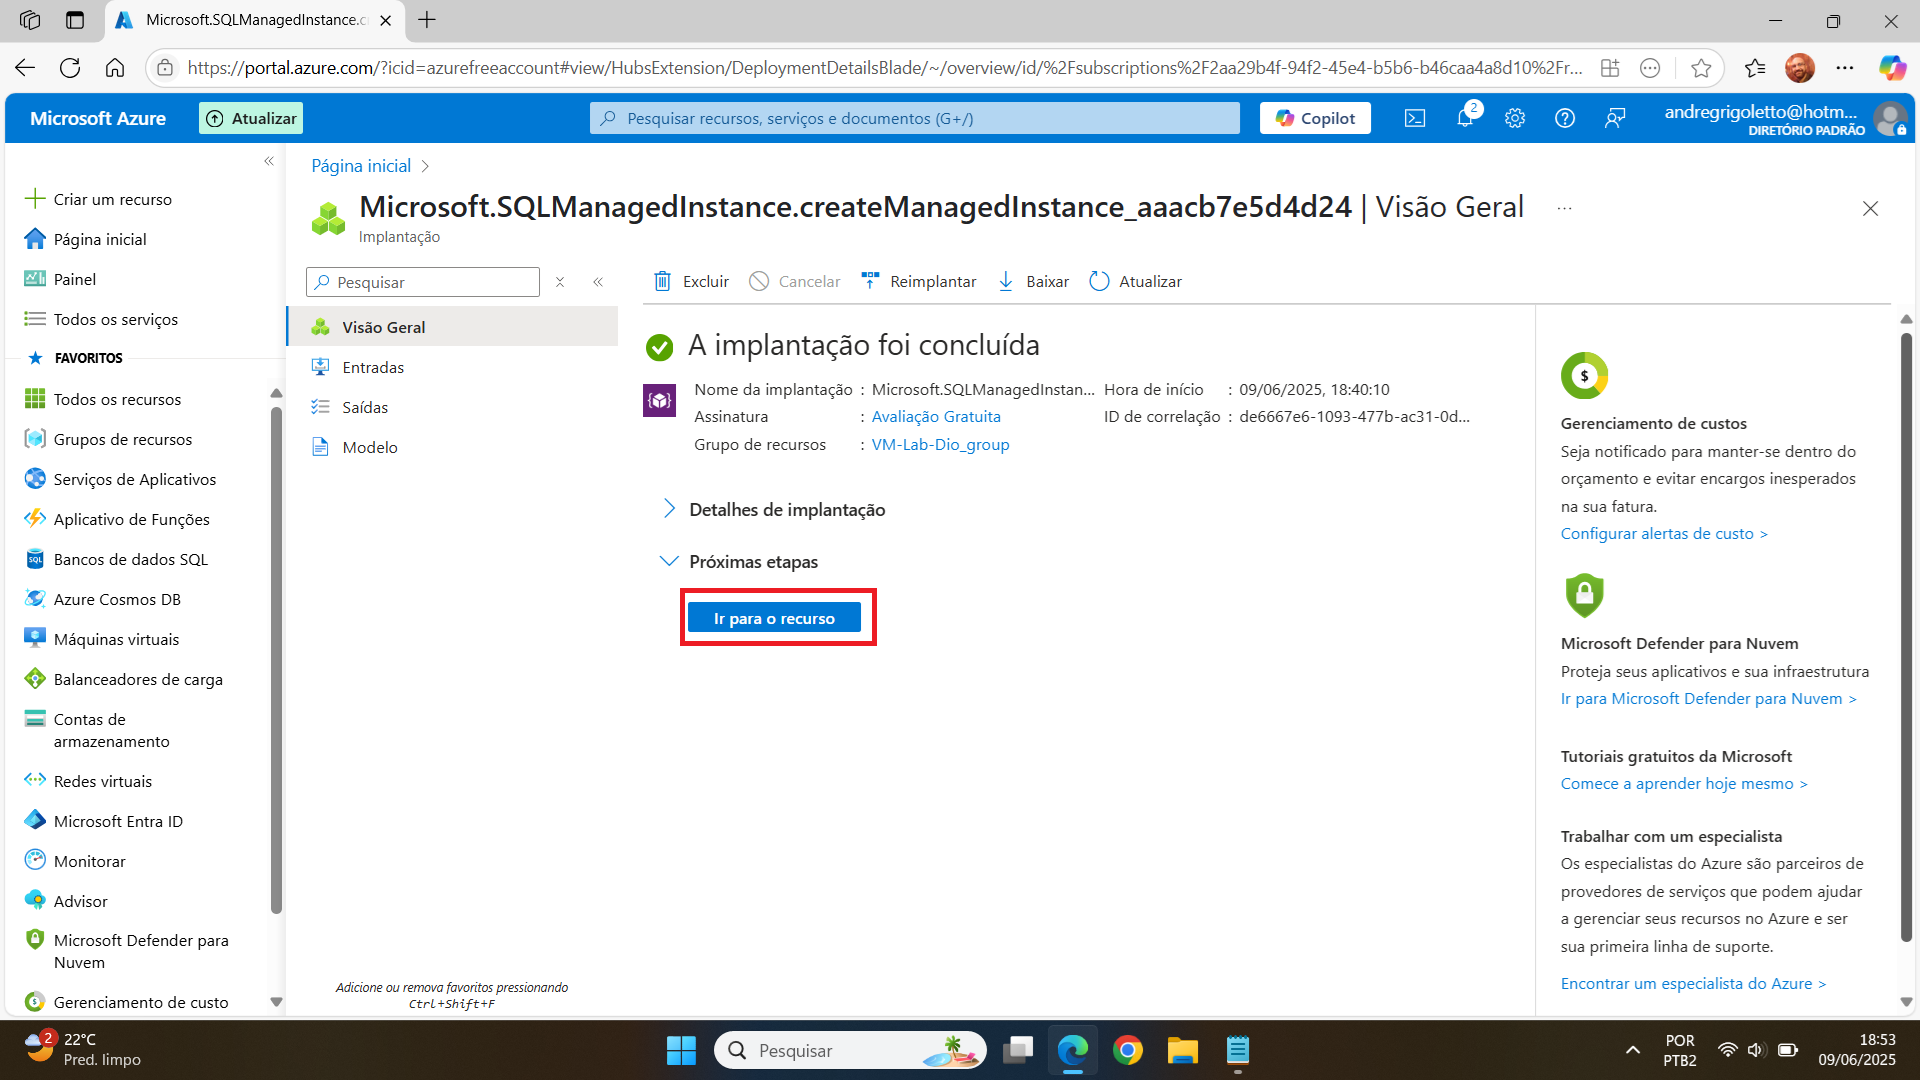 Microsoft.SQLManagedInstance.c
https://portal.azure.com/?icid=azurefreeaccount#view/HubsExtension/DeploymentDetailsBlade/~/overview/id/%2Fsubscriptions%2F2aa29b4f-94f2-45e4-b5b6-b46caa4a8d10%2Fr...
Microsoft Azure
Atualizar
Pesquisar recursos, serviços e documentos (G+/)
Copilot
2
andregrigoletto@hotm...
DIRETÓRIO PADRÃO
Criar um recurso
Página inicial
Painel
Todos os serviços
FAVORITOS
Todos os recursos
Grupos de recursos
Serviços de Aplicativos
Aplicativo de Funções
SQL
Bancos de dados SQL
Azure Cosmos DB
Máquinas virtuais
Balanceadores de carga
Contas de
armazenamento
Redes virtuais
Microsoft Entra ID
Monitorar
Advisor
Microsoft Defender para
Nuvem
Gerenciamento de custo
Página inicial
Microsoft.SQLManagedInstance.createManagedInstance_aaacb7e5d4d24 | Visão Geral ...
Implantação
Pesquisar
Visão Geral
Entradas
Saídas
Modelo
Adicione ou remova favoritos pressionando
Ctrl+Shift+F
Excluir
Cancelar
Reimplantar
Baixar
Atualizar
A implantação foi concluída
Nome da implantação : Microsoft.SQLManagedInstan...
Assinatura : Avaliação Gratuita
Grupo de recursos : VM-Lab-Dio_group
Hora de início : 09/06/2025, 18:40:10
ID de correlação : de6667e6-1093-477b-ac31-0d...
Detalhes de implantação
Próximas etapas
Ir para o recurso
$
Gerenciamento de custos
Seja notificado para manter-se dentro do
orçamento e evitar encargos inesperados
na sua fatura.
Configurar alertas de custo >
Microsoft Defender para Nuvem
Proteja seus aplicativos e sua infraestrutura
Ir para Microsoft Defender para Nuvem >
Tutoriais gratuitos da Microsoft
Comece a aprender hoje mesmo >
Trabalhar com um especialista
Os especialistas do Azure são parceiros de
provedores de serviços que podem ajudar
a gerenciar seus recursos no Azure e ser
sua primeira linha de suporte.
Encontrar um especialista do Azure >
2
22°C
Pred. limpo
Pesquisar
POR
PTB2
18:53
09/06/2025